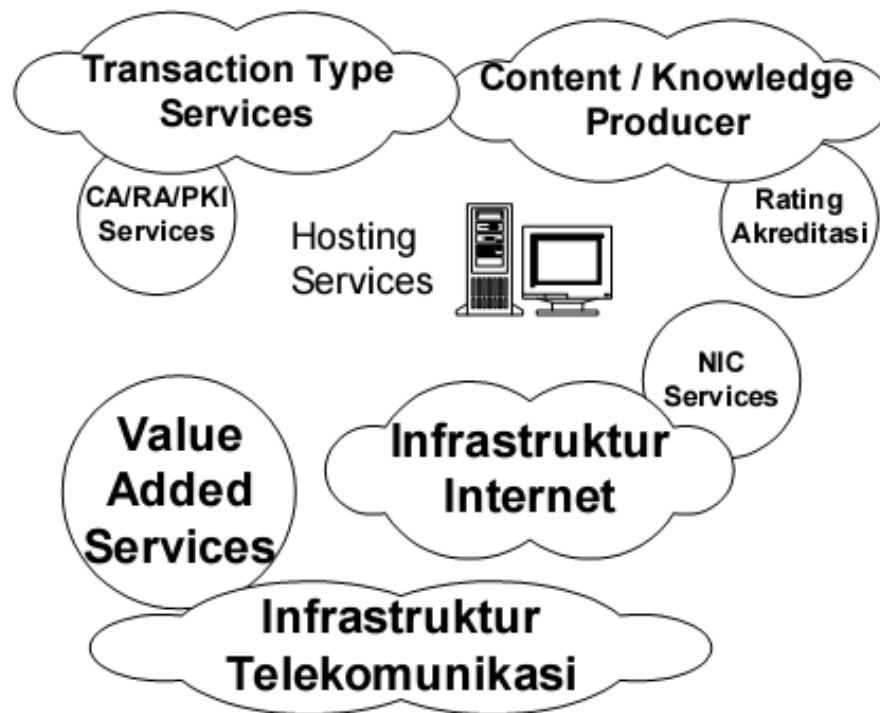 Transaction Type
Services
Content / Knowledge
Producer
CA/RA/PKI
Services
Hosting
Services
Rating
Akreditasi
NIC
Services
Value
Added
Services
Infrastruktur
Internet
Infrastruktur
Telekomunikasi